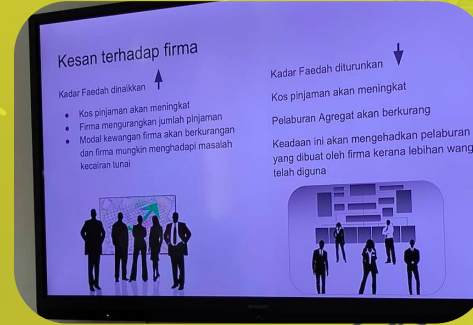 Kesan terhadap firma
Kadar Faedah dinaikkan
• Kos pinjaman akan meningkat
• Firma mengurangkan jumlah pinjaman
• Modal kewangan firma akan berkurangan
dan firma mungkin menghadapi masalah
kecairan tunai
Kadar Faedah diturunkan
Kos pinjaman akan meningkat
Pelaburan Agregat akan berkurang
Keadaan ini akan mengehadkan pelaburan
yang dibuat oleh firma kerana lebihan wang
telah diguna